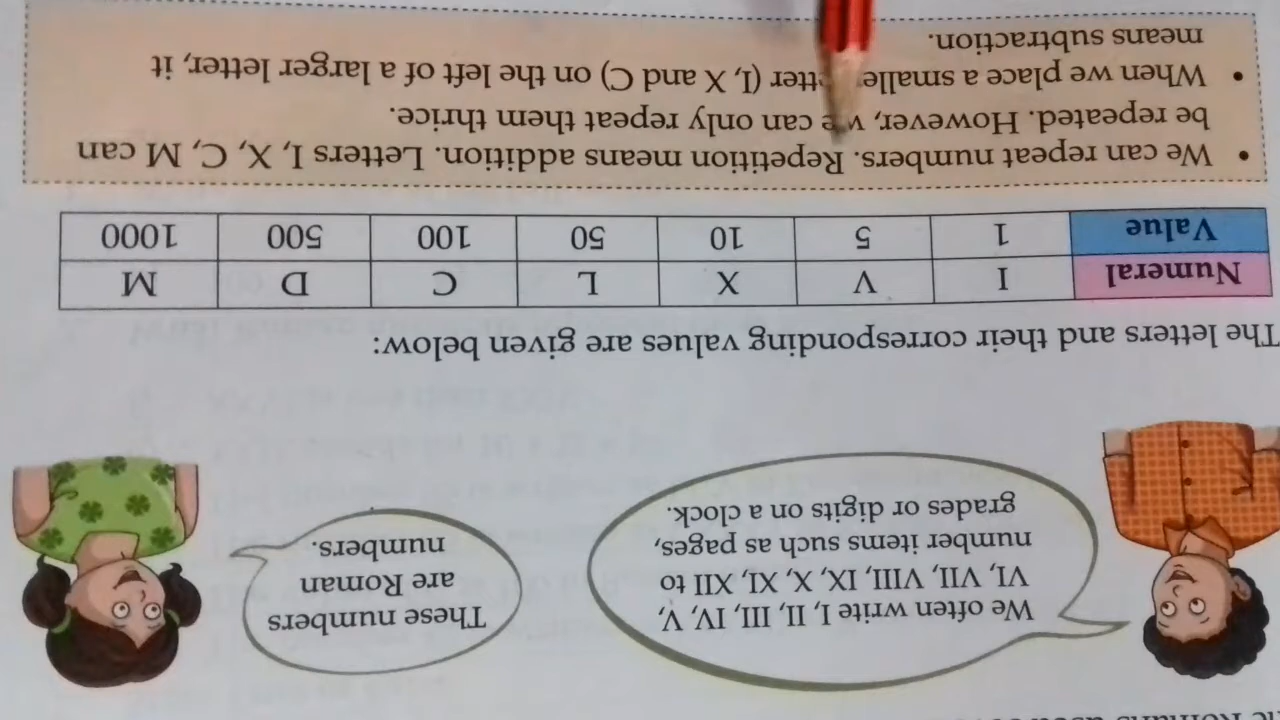 We often write I, II, III, IV, V,
VI, VII, VIII, IX, X, XI, XII to
number items such as pages,
grades or digits on a clock.
These numbers
are Roman
numbers.
The letters and their corresponding values are given below:
Numeral I V X L C D M
Value 1 5 10 50 100 500 1000
• We can repeat numbers. Repetition means addition. Letters I, X, C, M can
be repeated. However, we can only repeat them thrice.
• When we place a smaller letter (I, X and C) on the left of a larger letter, it
means subtraction.